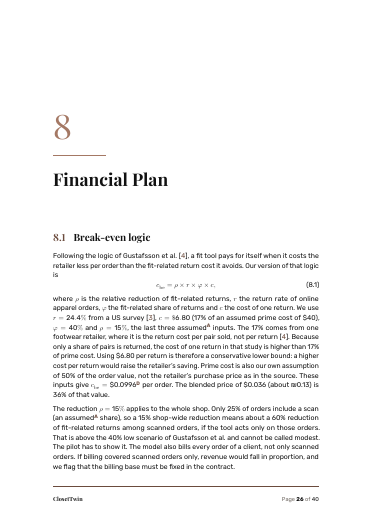 8
Financial Plan
8.1 Break-even logic
Following the logic of Gustafsson et al. [4], a fit tool pays for itself when it costs the
retailer less per order than the fit-related return cost it avoids. Our version of that logic
is
c_be = ρ × r × φ × c, (8.1)
where ρ is the relative reduction of fit-related returns, r the return rate of online
apparel orders, φ the fit-related share of returns and c the cost of one return. We use
r = 24.4% from a US survey [3], c = $6.80 (17% of an assumed prime cost of $40),
φ = 40% and ρ = 15%, the last three assumed^A inputs. The 17% comes from one
footwear retailer, where it is the return cost per pair sold, not per return [4]. Because
only a share of pairs is returned, the cost of one return in that study is higher than 17%
of prime cost. Using $6.80 per return is therefore a conservative lower bound: a higher
cost per return would raise the retailer's saving. Prime cost is also our own assumption
of 50% of the order value, not the retailer's purchase price as in the source. These
inputs give c_be = $0.0996^B per order. The blended price of $0.036 (about ₪0.13) is
36% of that value.
The reduction ρ = 15% applies to the whole shop. Only 25% of orders include a scan
(an assumed^A share), so a 15% shop-wide reduction means about a 60% reduction
of fit-related returns among scanned orders, if the tool acts only on those orders.
That is above the 40% low scenario of Gustafsson et al. and cannot be called modest.
The pilot has to show it. The model also bills every order of a client, not only scanned
orders. If billing covered scanned orders only, revenue would fall in proportion, and
we flag that the billing base must be fixed in the contract.
ClosetTwin
Page 26 of 40